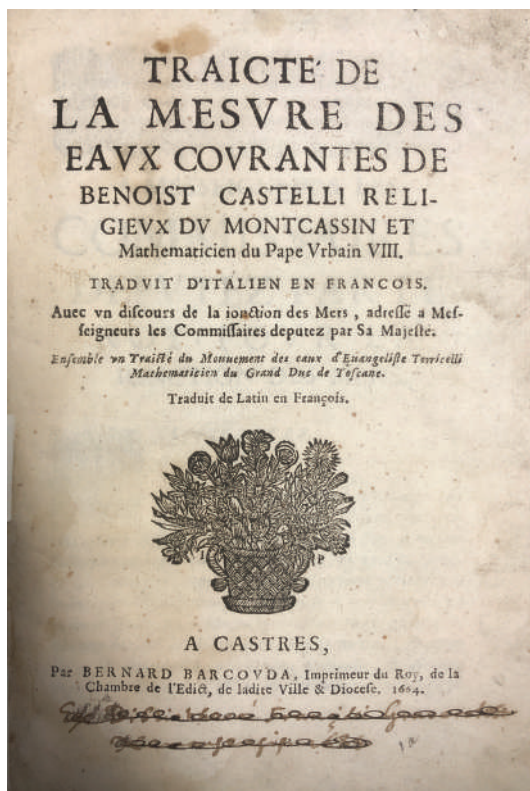 TRAICTE' DE
LA MESVRE DES
EAVX COVRANTES DE
BENOIST CASTELLI RELI-
GIEVX DV MONTCASSIN ET
Mathematicien du Pape Vrbain VIII.
TRADVIT D'ITALIEN EN FRANCOIS.
Auec vn discours de la ionction des Mers, adressé a Mes-
seigneurs les Commissaires deputez par Sa Majesté.
Ensemble vn Traicté du Mouuement des eaux d'Euangeliste Torricelli
Mathematicien du Grand Duc de Toscane.
Traduit de Latin en François.
I P
A CASTRES,
Par BERNARD BARCOVDA, Imprimeur du Roy, de la
Chambre de l'Edict, de ladite Ville & Diocese. 1664.